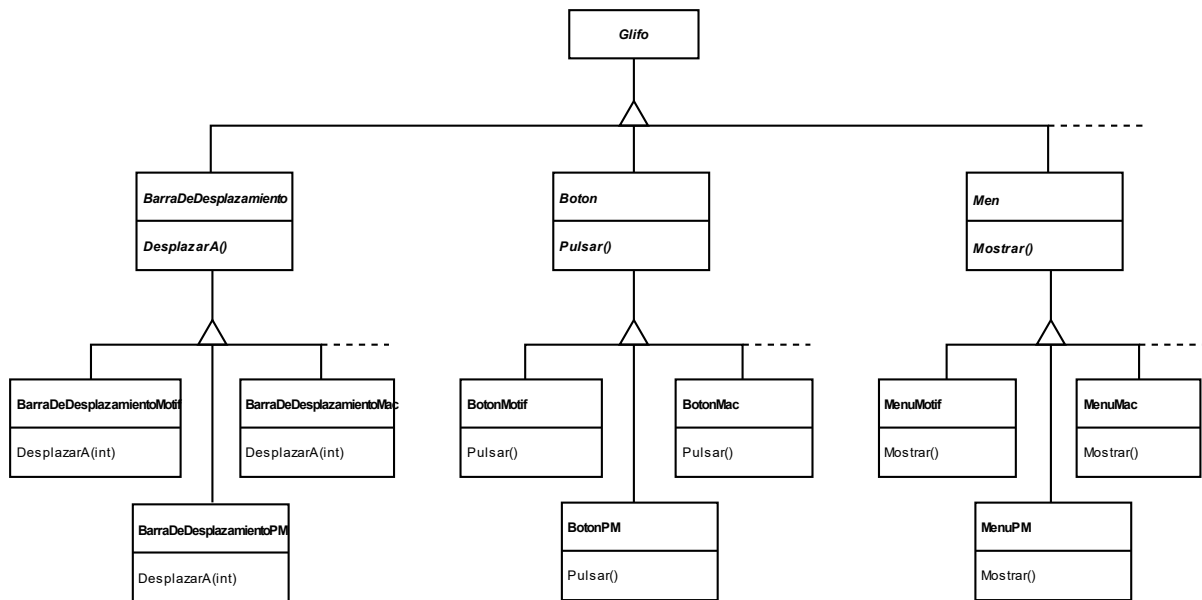 Glifo
BarraDeDesplazamiento
DesplazarA()
Boton
Pulsar()
Men
Mostrar()
BarraDeDesplazamientoMotif
DesplazarA(int)
BarraDeDesplazamientoMac
DesplazarA(int)
BarraDeDesplazamientoPM
DesplazarA(int)
BotonMotif
Pulsar()
BotonMac
Pulsar()
BotonPM
Pulsar()
MenuMotif
Mostrar()
MenuMac
Mostrar()
MenuPM
Mostrar()